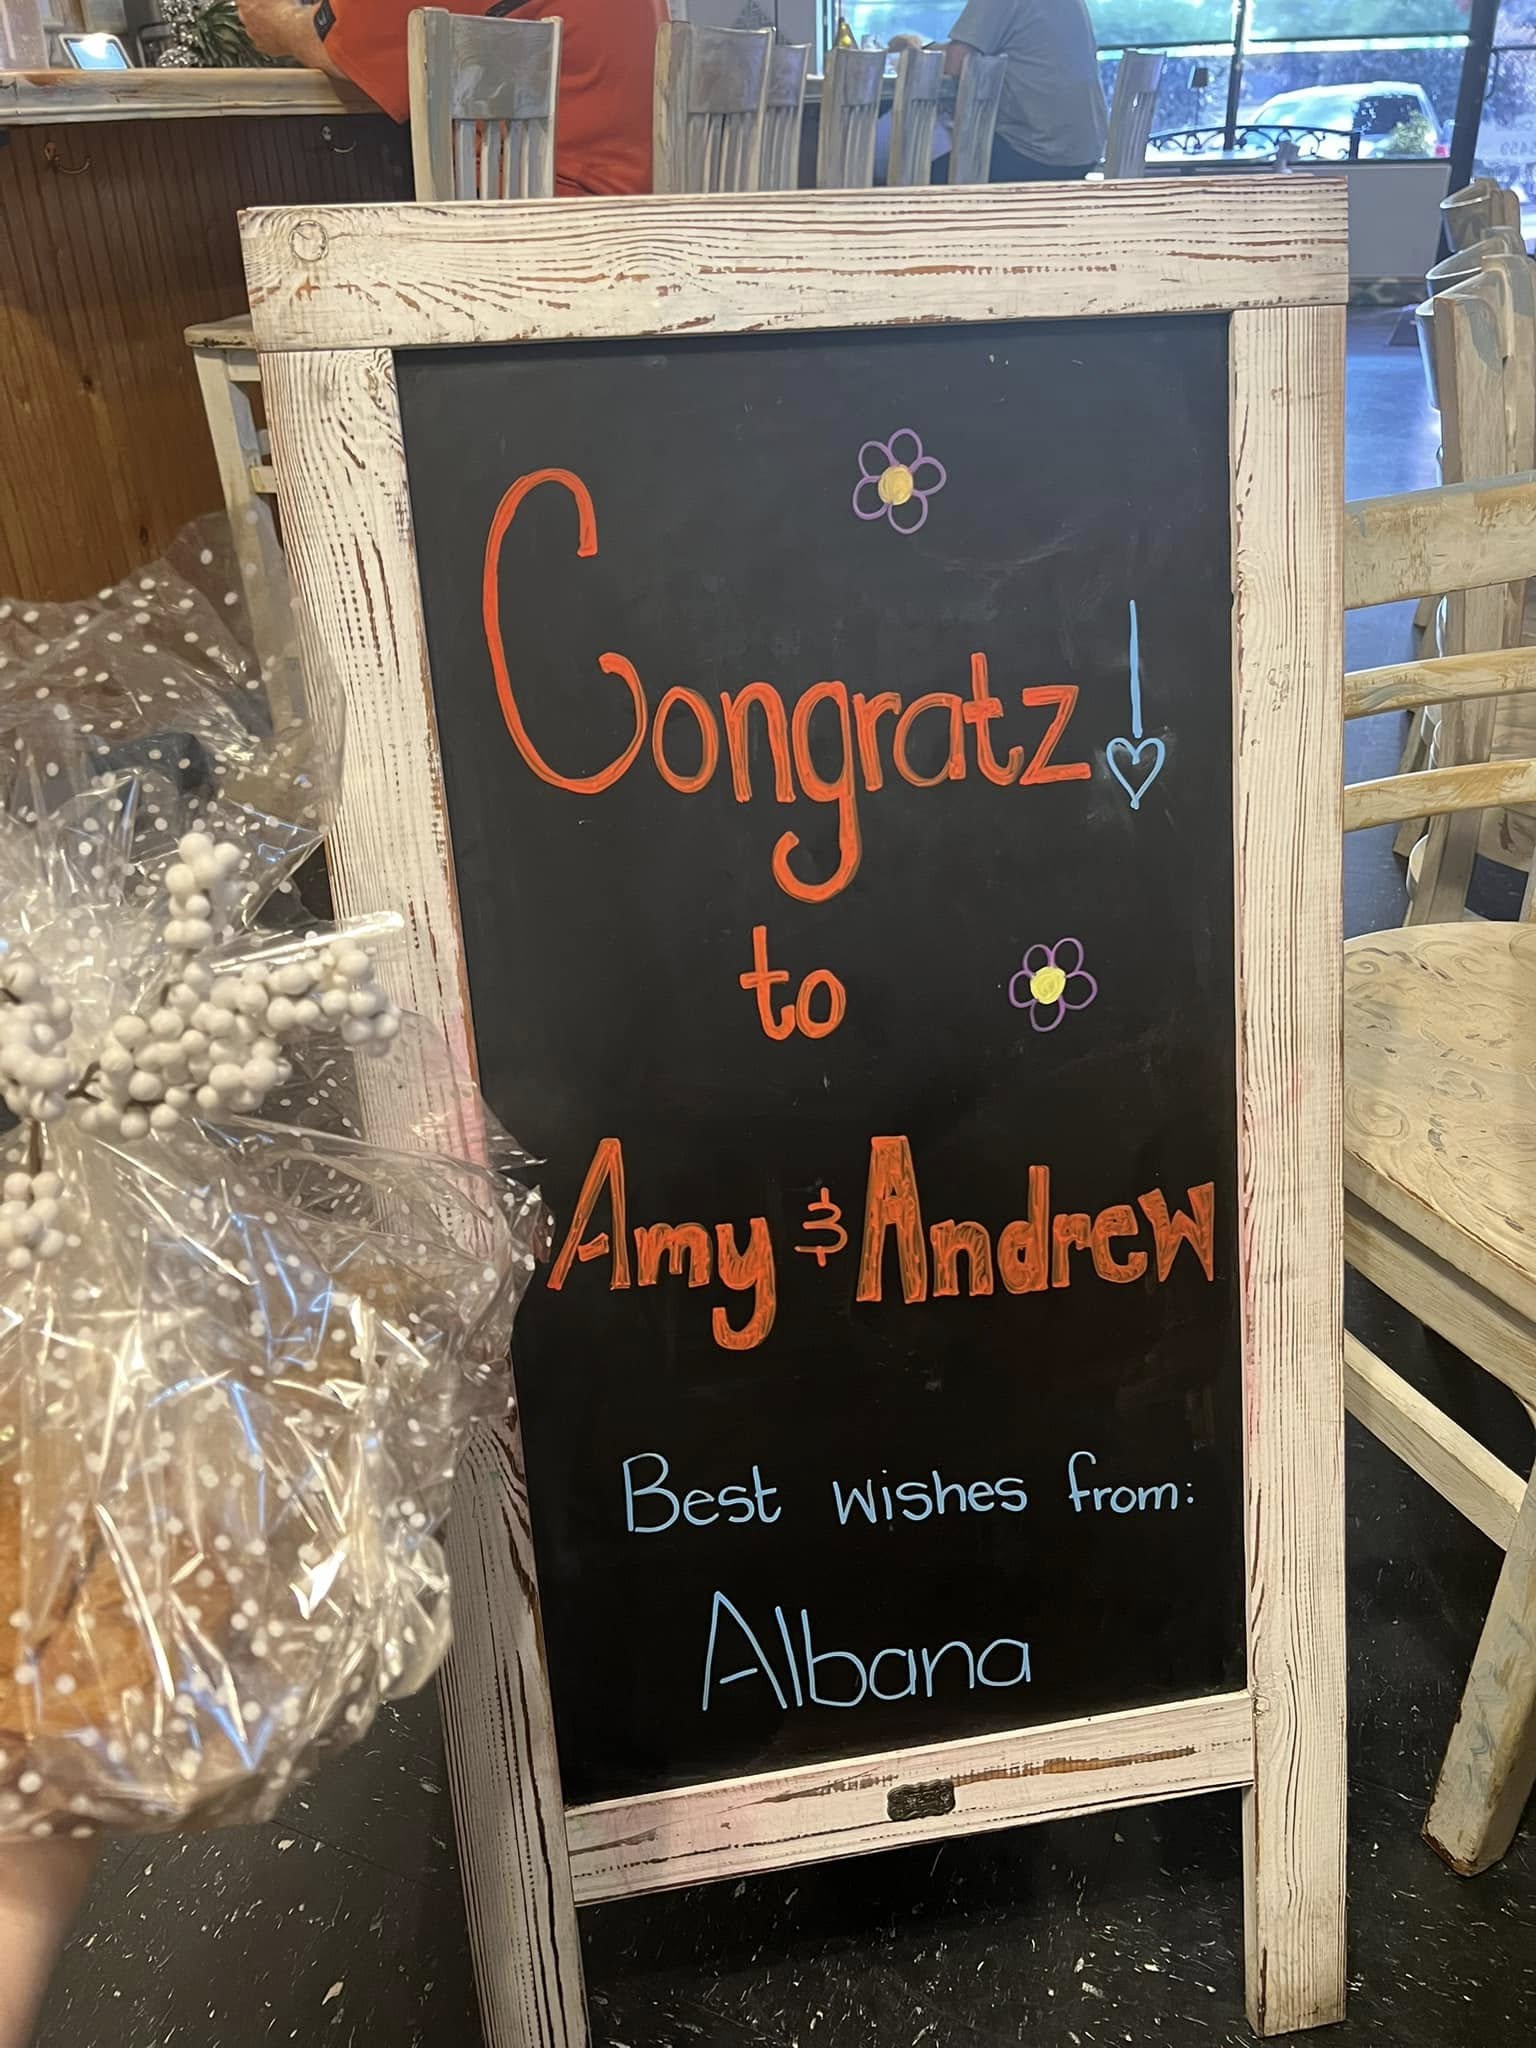 Congratz!
to
Amy & Andrew
Best wishes from:
Albana